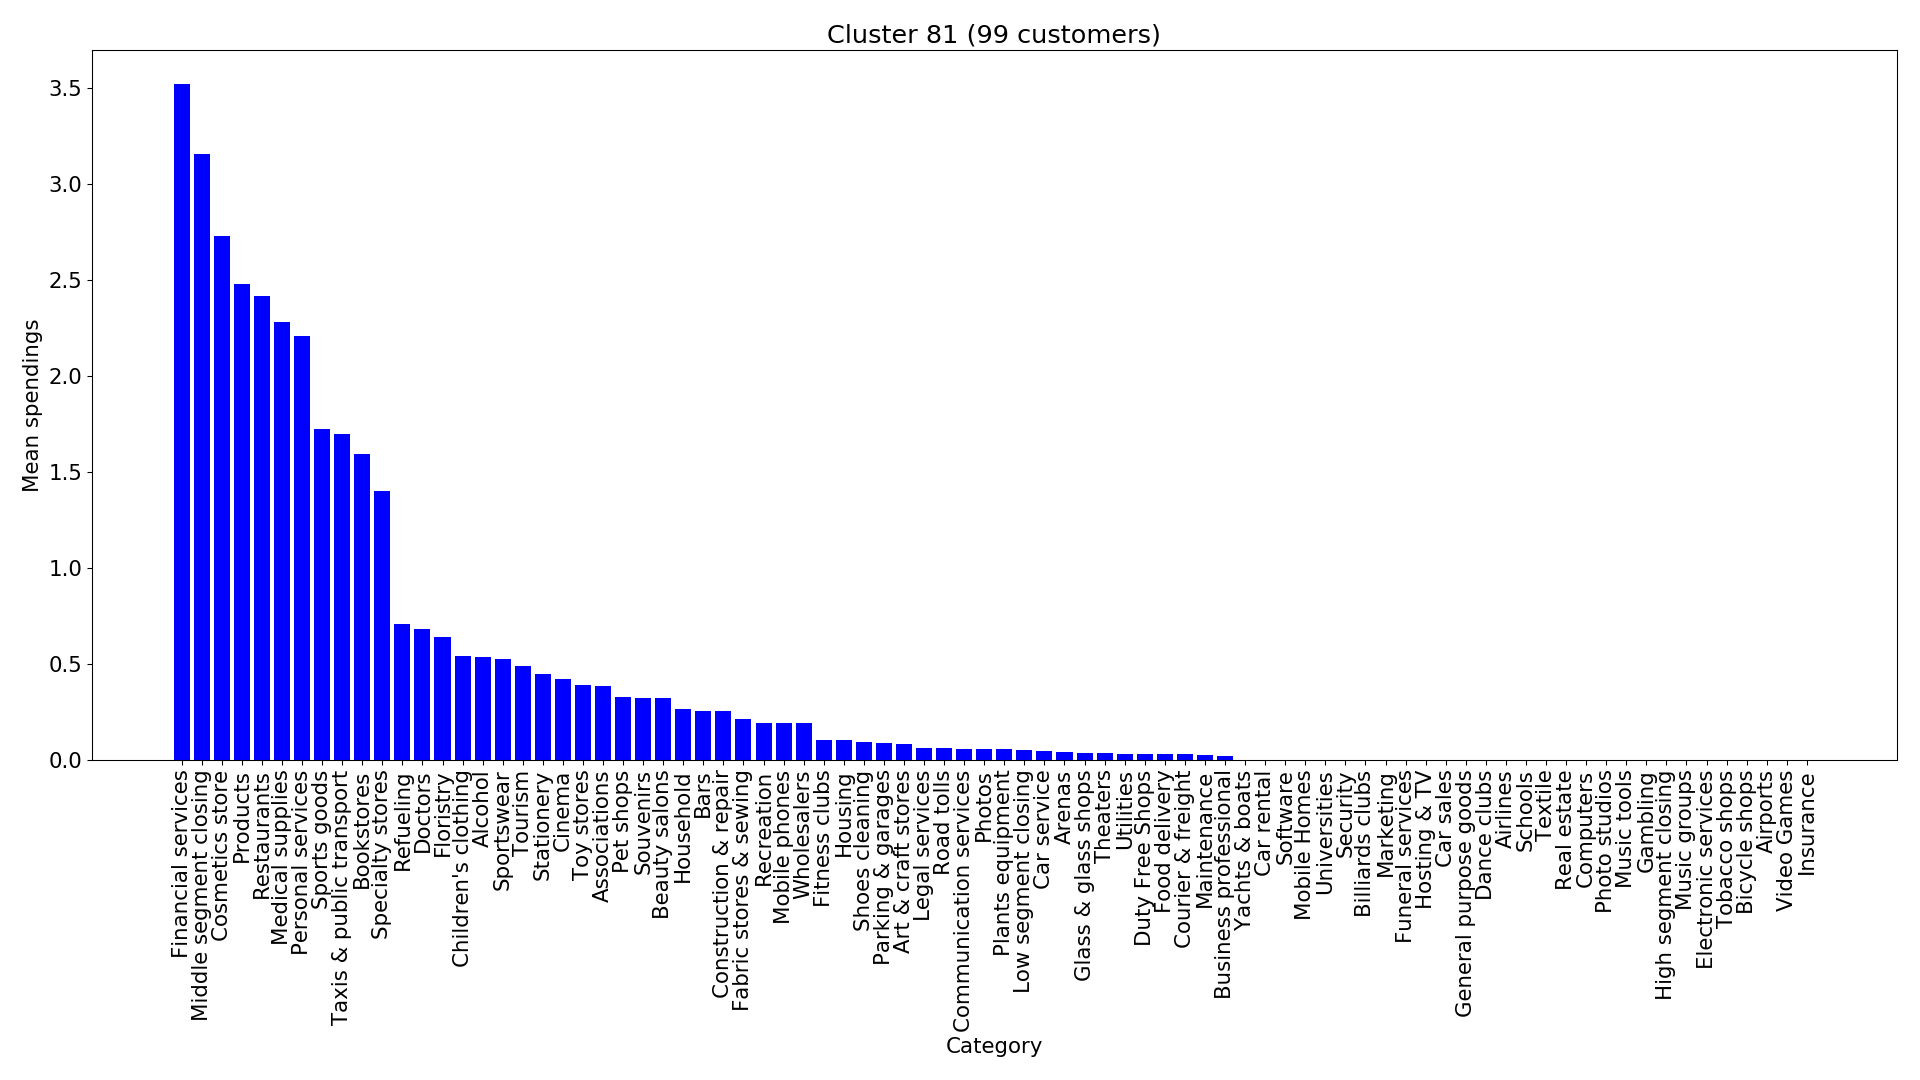 Cluster 81 (99 customers)
3.5
3.0
2.5
2.0
1.5
1.0
0.5
0.0
Mean spendings
Financial services
Middle segment closing
Cosmetics store
Products
Restaurants
Medical supplies
Personal services
Sports goods
Taxis & public transport
Bookstores
Specialty stores
Refueling
Doctors
Floristry
Children's clothing
Alcohol
Sportswear
Tourism
Stationery
Cinema
Toy stores
Associations
Pet shops
Souvenirs
Beauty salons
Household
Bars
Construction & repair
Fabric stores & sewing
Recreation
Mobile phones
Wholesalers
Fitness clubs
Housing
Shoes cleaning
Parking & garages
Art & craft stores
Legal services
Road tolls
Communication services
Photos
Plants equipment
Low segment closing
Car service
Arenas
Glass & glass shops
Theaters
Utilities
Duty Free Shops
Food delivery
Courier & freight
Maintenance
Business professional
Yachts & boats
Car rental
Software
Mobile Homes
Universities
Security
Billiards clubs
Marketing
Funeral services
Hosting & TV
Car sales
General purpose goods
Dance clubs
Airlines
Schools
Textile
Real estate
Computers
Photo studios
Music tools
Gambling
High segment closing
Music groups
Electronic services
Tobacco shops
Bicycle shops
Airports
Video Games
Insurance
Category